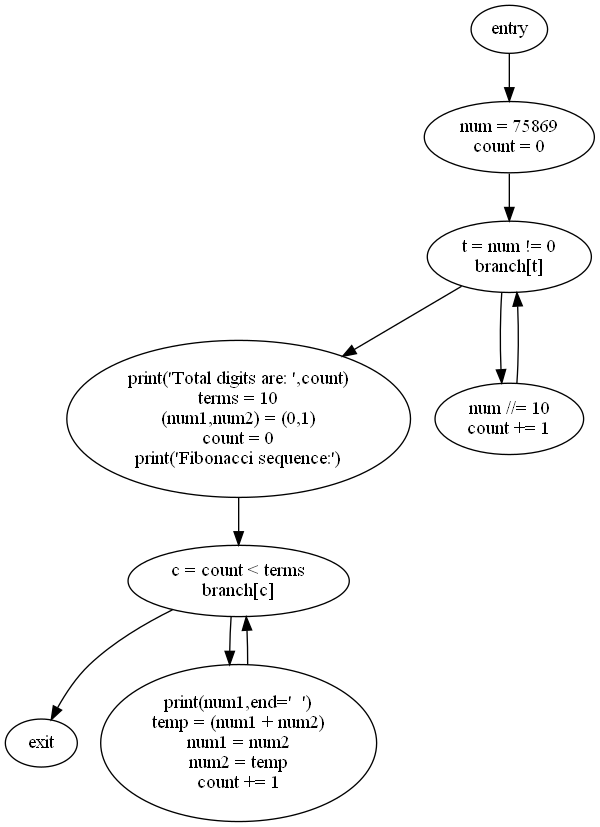 entry
num = 75869
count = 0
t = num != 0
branch[t]
print('Total digits are: ',count)
terms = 10
(num1,num2) = (0,1)
count = 0
print('Fibonacci sequence:')
num //= 10
count += 1
c = count < terms
branch[c]
exit
print(num1,end='  ')
temp = (num1 + num2)
num1 = num2
num2 = temp
count += 1